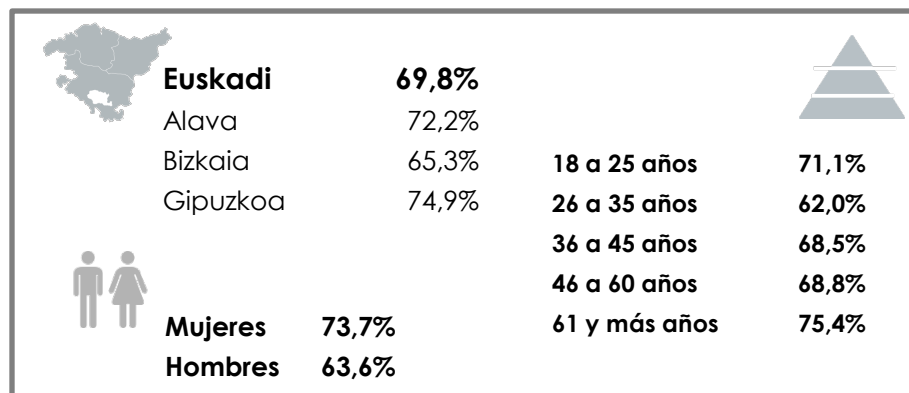 Euskadi 69,8%
Alava 72,2%
Bizkaia 65,3%
Gipuzkoa 74,9%
Mujeres 73,7%
Hombres 63,6%
18 a 25 años 71,1%
26 a 35 años 62,0%
36 a 45 años 68,5%
46 a 60 años 68,8%
61 y más años 75,4%